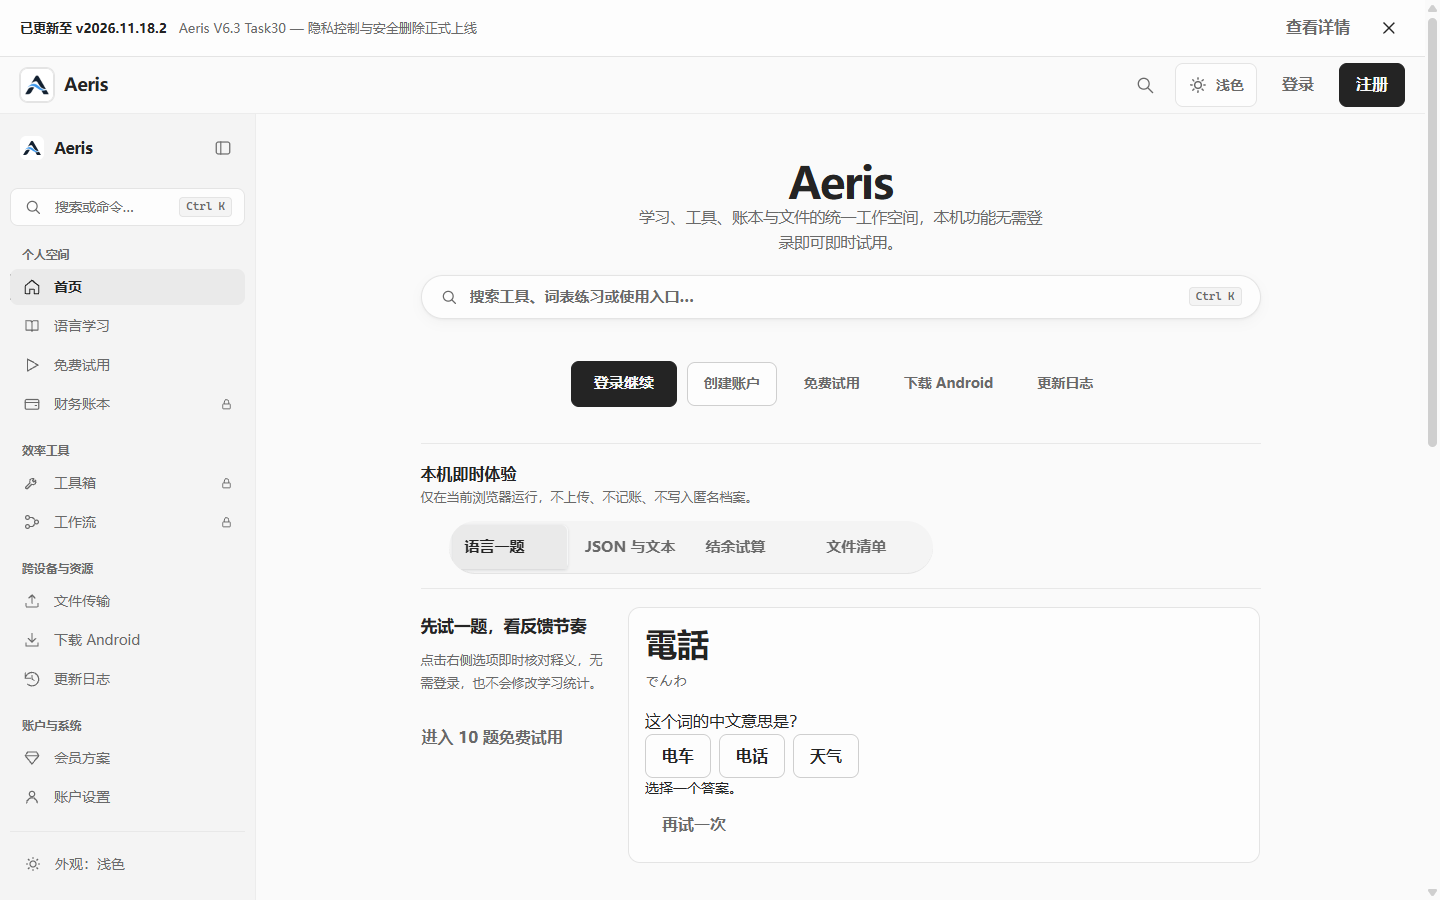 已更新至 v2026.11.18.2 Aeris V6.3 Task30 — 隐私控制与安全删除正式上线
查看详情
Aeris
浅色
登录
注册
Aeris
搜索或命令...
Ctrl K
个人空间
首页
语言学习
免费试用
财务账本
效率工具
工具箱
工作流
跨设备与资源
文件传输
下载 Android
更新日志
账户与系统
会员方案
账户设置
外观：浅色
Aeris
学习、工具、账本与文件的统一工作空间，本机功能无需登
录即可即时试用。
搜索工具、词表练习或使用入口...
Ctrl K
登录继续
创建账户
免费试用
下载 Android
更新日志
本机即时体验
仅在当前浏览器运行，不上传、不记账、不写入匿名档案。
语言一题
JSON 与文本
结余试算
文件清单
先试一题，看反馈节奏
点击右侧选项即时核对释义，无
需登录，也不会修改学习统计。
进入 10 题免费试用
電話
でんわ
这个词的中文意思是？
电车
电话
天气
选择一个答案。
再试一次